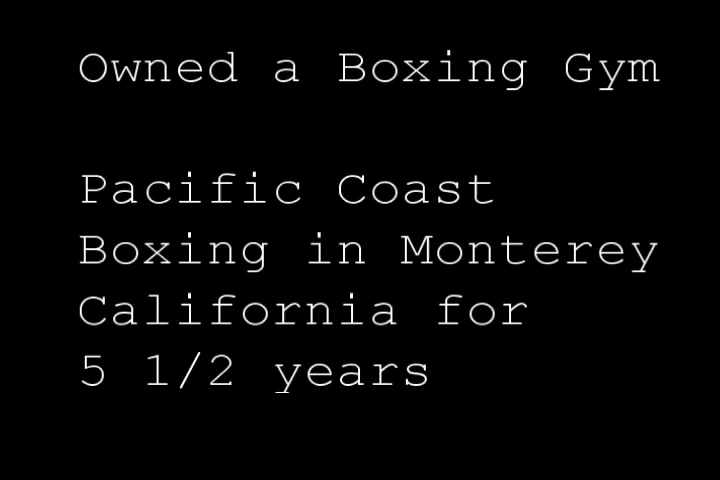 Owned a Boxing Gym
Pacific Coast
Boxing in Monterey
California for
5 1/2 years